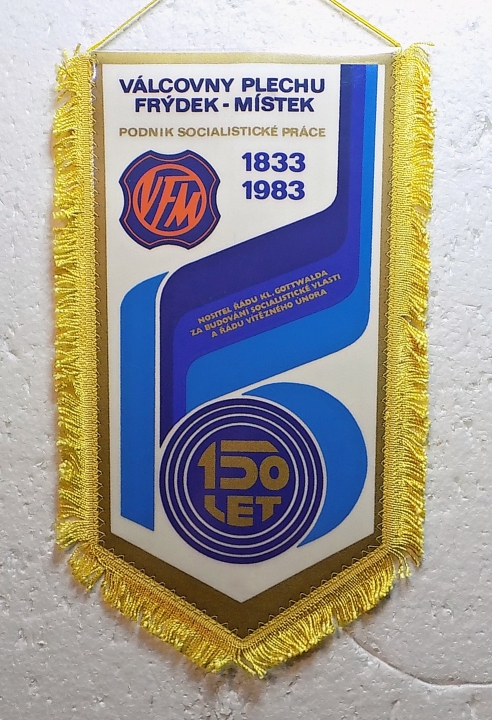 VÁLCOVNY PLECHU
FRÝDEK - MÍSTEK
PODNIK SOCIALISTICKÉ PRÁCE
1833
1983
VFM
NOSITEL ŘÁDU KL. GOTTWALDA
ZA BUDOVÁNÍ SOCIALISTICKÉ VLASTI
A ŘÁDU VÍTĚZNÉHO ÚNORA
150
LET